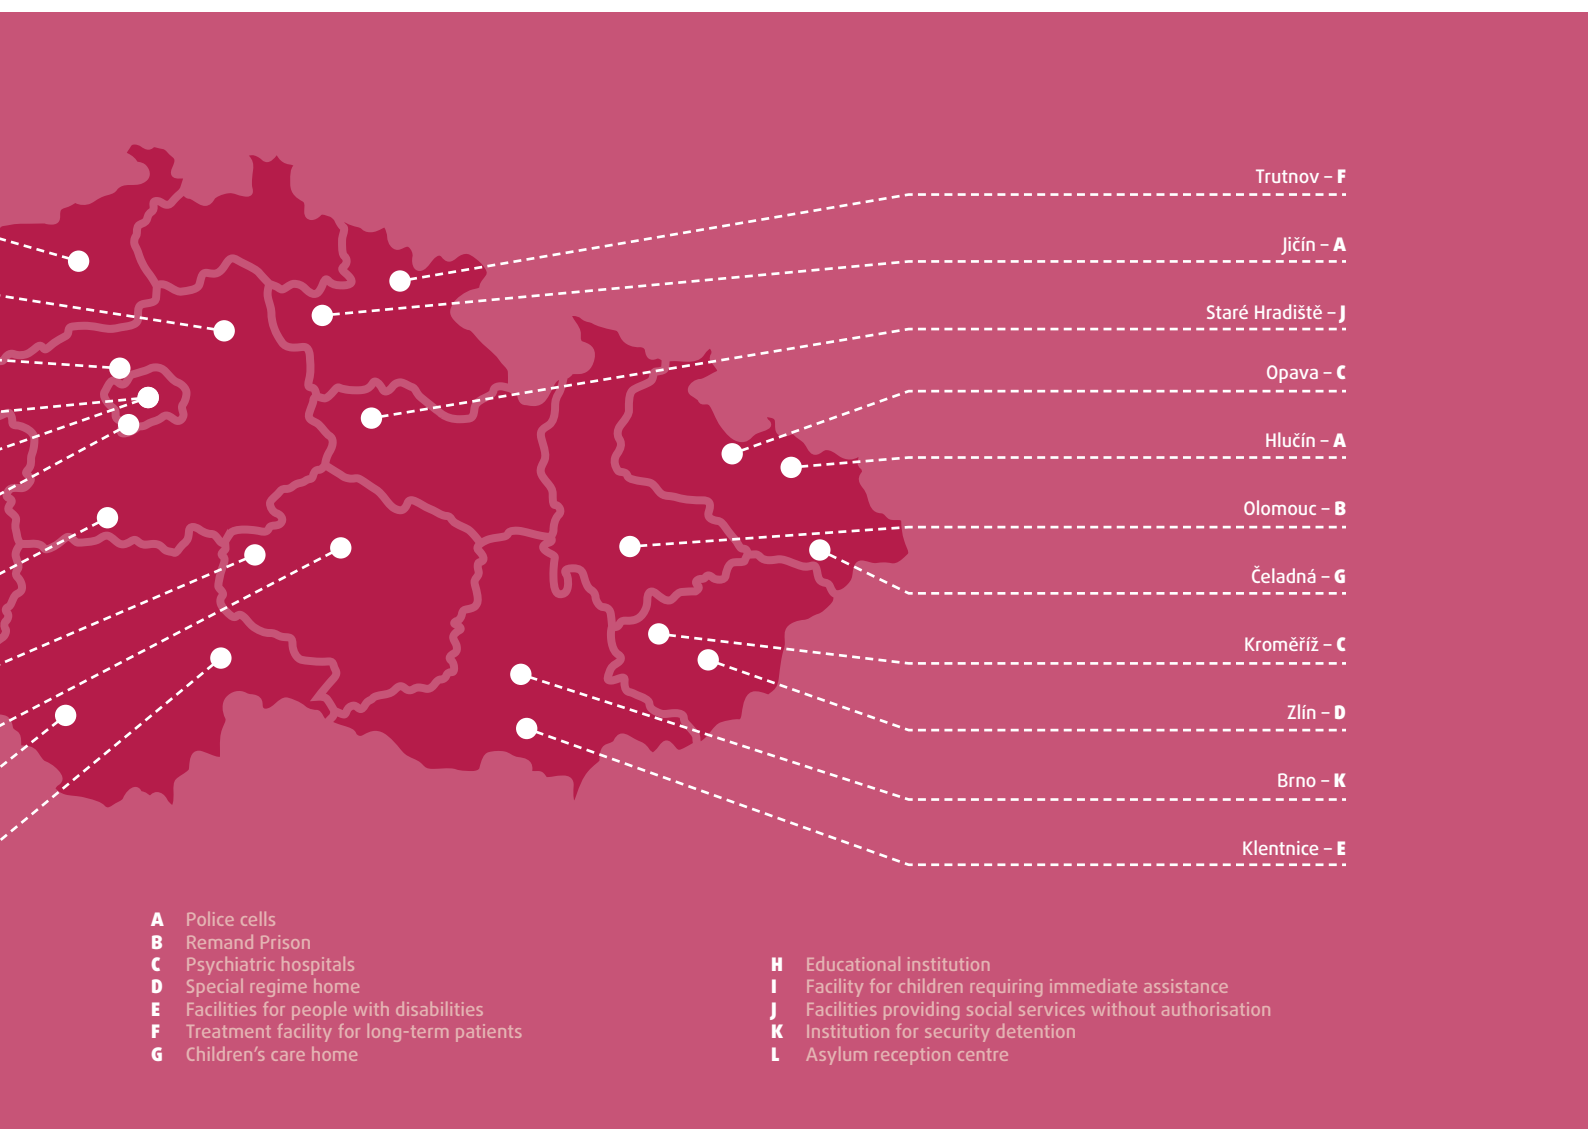 Trutnov – F
Jičín – A
Staré Hradiště – J
Opava – C
Hlučín – A
Olomouc – B
Čeladná – G
Kroměříž – C
Zlín – D
Brno – K
Klentnice – E
A Police cells
B Remand Prison
C Psychiatric hospitals
D Special regime home
E Facilities for people with disabilities
F Treatment facility for long-term patients
G Children’s care home
H Educational institution
I Facility for children requiring immediate assistance
J Facilities providing social services without authorisation
K Institution for security detention
L Asylum reception centre